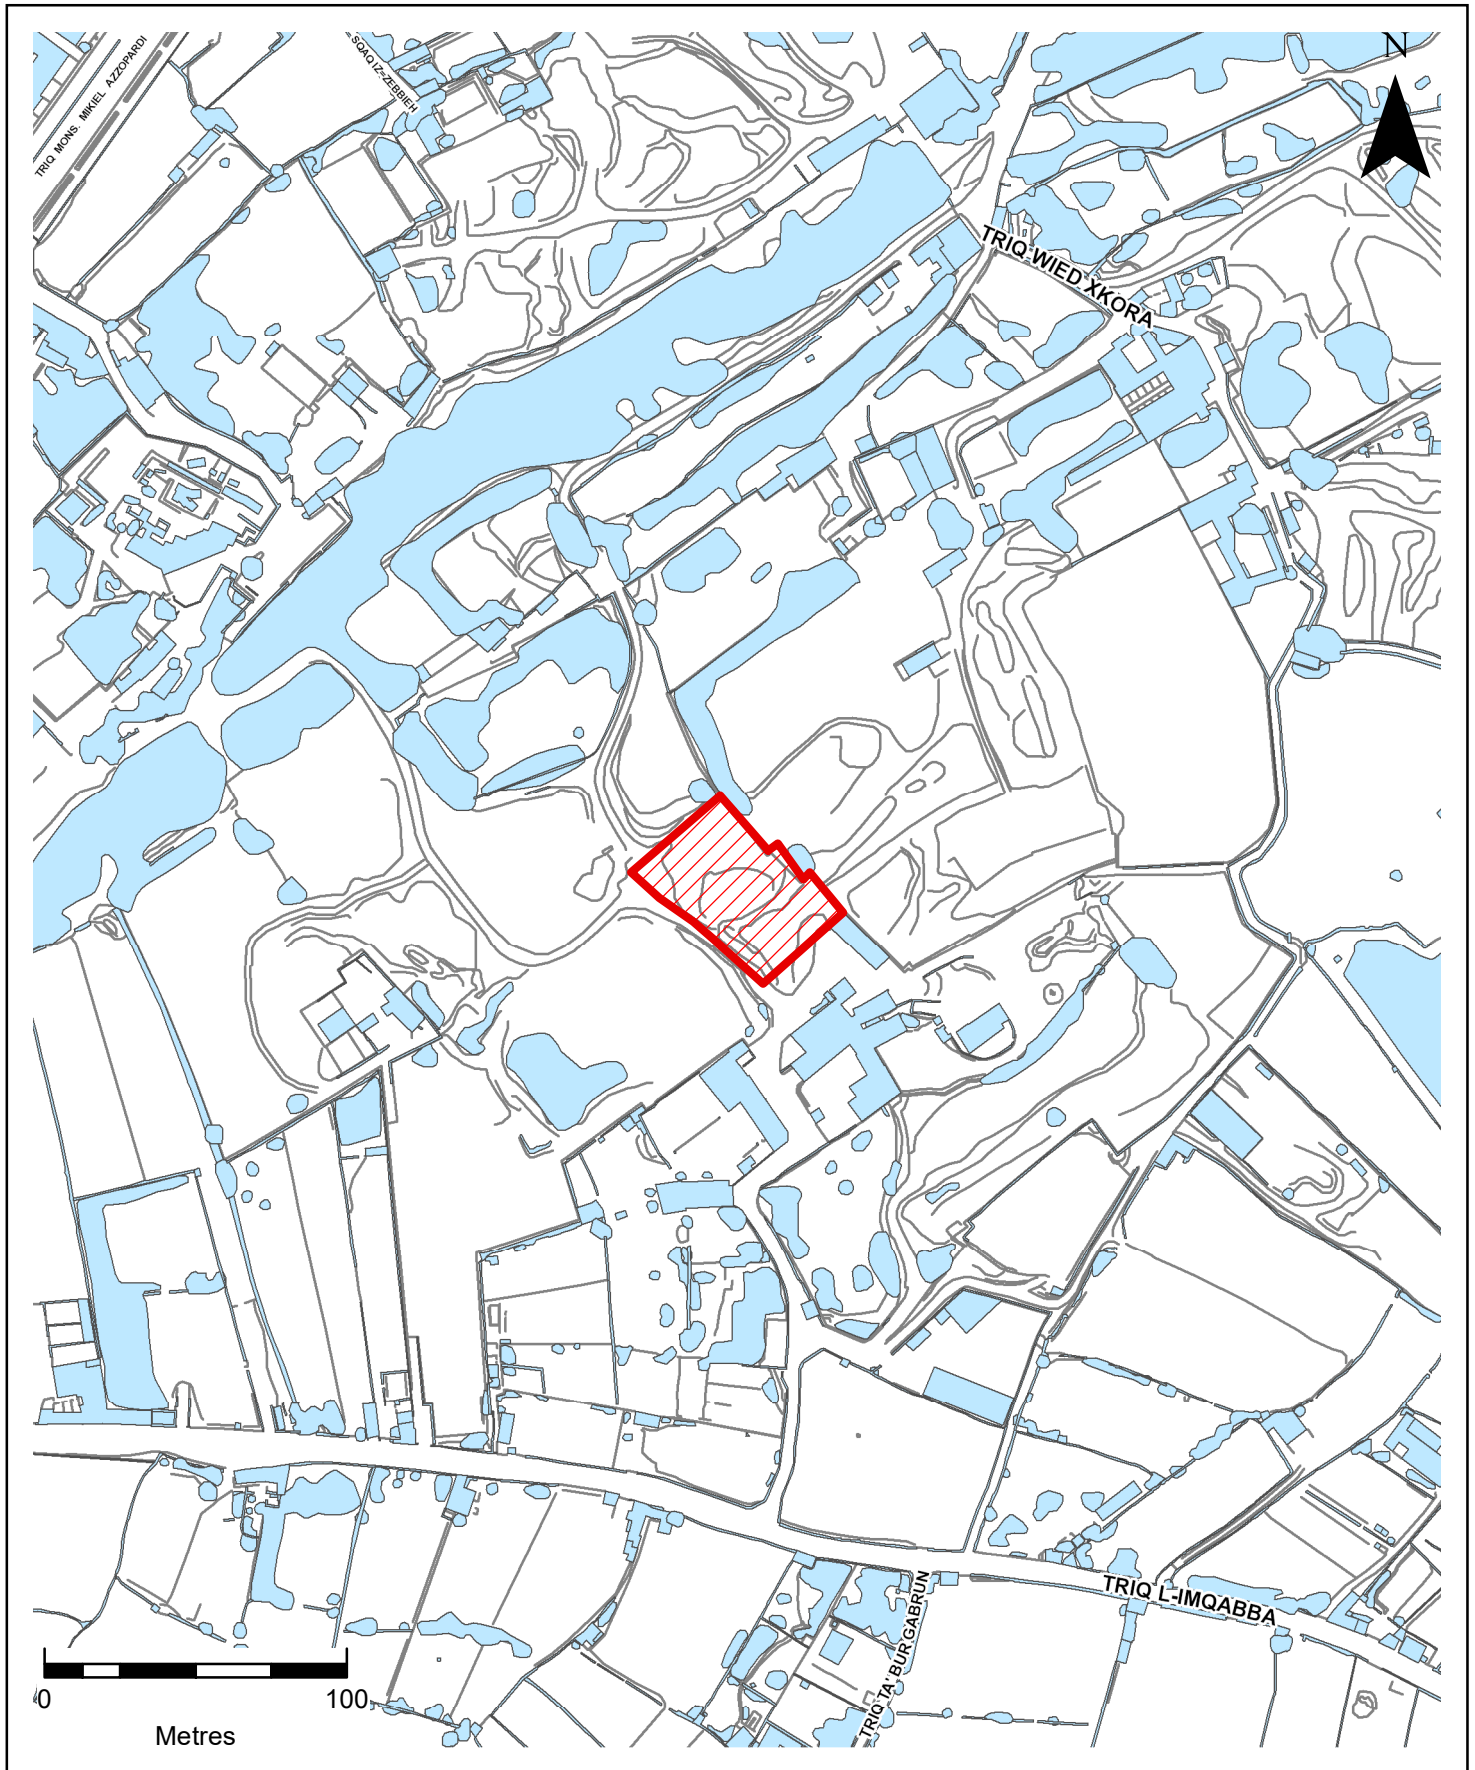 TRIQ MONS. MIKIEL AZZOPARDI
SQAQ IZ-ZEBBIEH
N
TRIQ WIED XKORA
TRIQ L-IMQABBA
TRIQ TA' BUR GABRUN
0 100
Metres